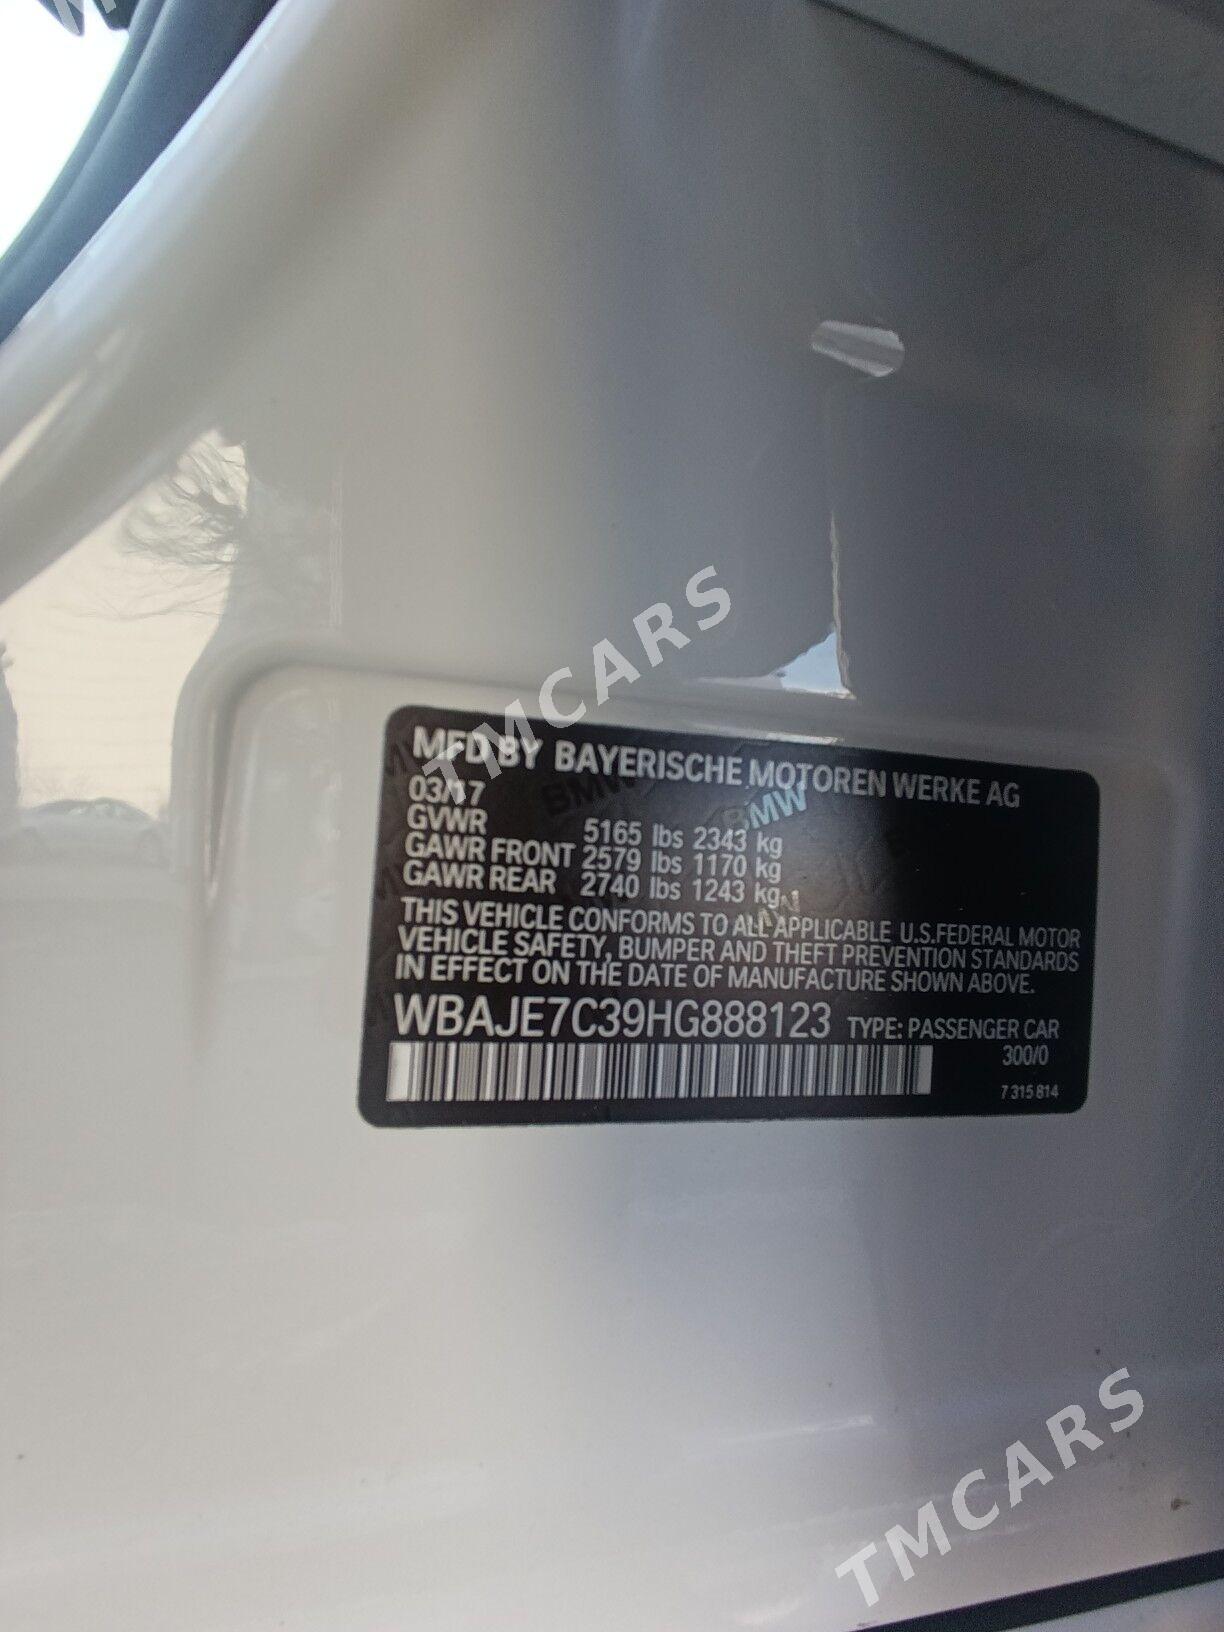 MFD BY BAYERISCHE MOTOREN WERKE AG
03/17
GVWR 5165 lbs 2343 kg
GAWR FRONT 2579 lbs 1170 kg
GAWR REAR 2740 lbs 1243 kg
THIS VEHICLE CONFORMS TO ALL APPLICABLE U.S.FEDERAL MOTOR
VEHICLE SAFETY, BUMPER AND THEFT PREVENTION STANDARDS
IN EFFECT ON THE DATE OF MANUFACTURE SHOWN ABOVE.
WBAJE7C39HG888123 TYPE: PASSENGER CAR
300/0
7 315 814
BMW
BMW
TMCARS
TMCARS